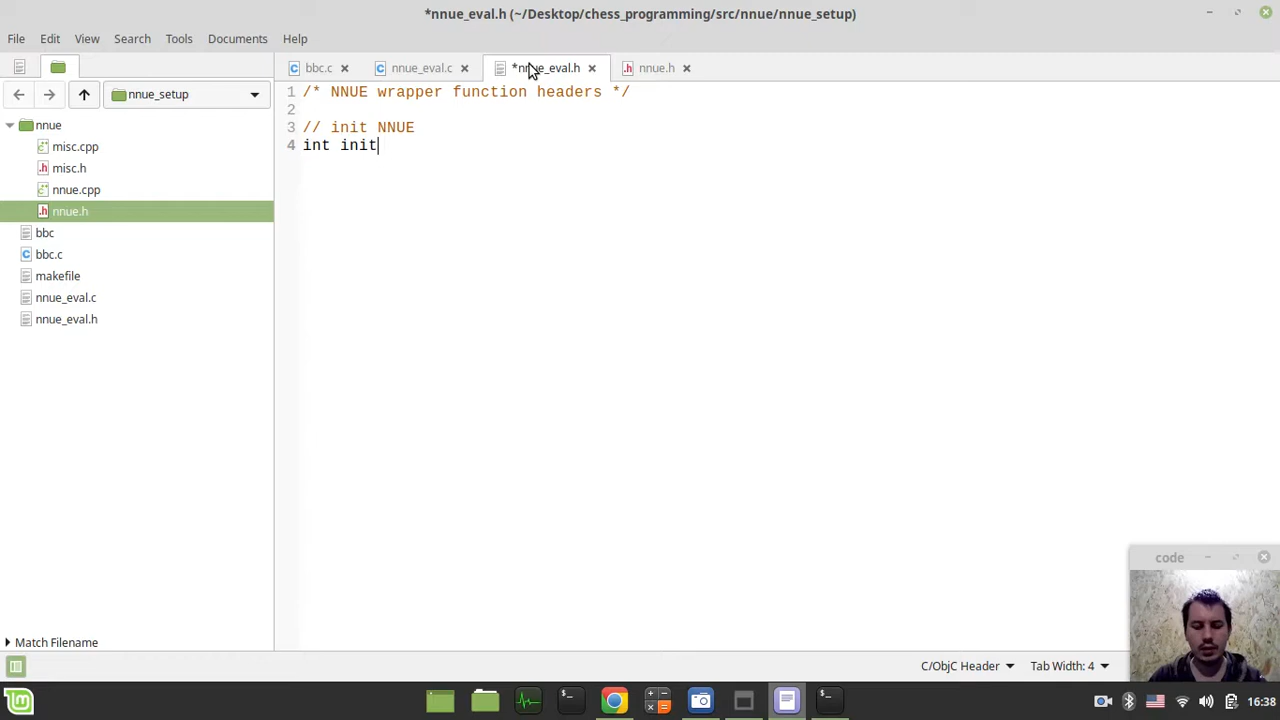 *nnue_eval.h (~/Desktop/chess_programming/src/nnue/nnue_setup)
File Edit View Search Tools Documents Help
bbc.c nnue_eval.c *nnue_eval.h nnue.h
nnue_setup
nnue
misc.cpp
misc.h
nnue.cpp
nnue.h
bbc
bbc.c
makefile
nnue_eval.c
nnue_eval.h
1 /* NNUE wrapper function headers */
2
3 // init NNUE
4 int init
code
Match Filename
C/ObjC Header Tab Width: 4
16:38